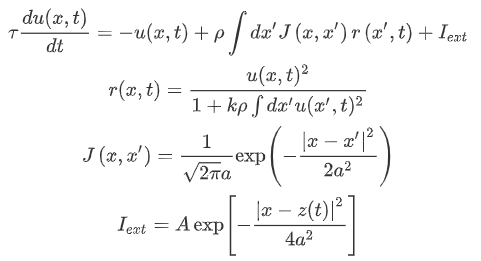 τ du(x, t)/dt = −u(x, t) + ρ ∫ dx′ J (x, x′) r (x′, t) + I_ext
r(x, t) = u(x, t)² / (1 + kρ ∫ dx′u(x′, t)²)
J (x, x′) = 1/(√(2π)a) exp(−|x − x′|²/(2a²))
I_ext = A exp[−|x − z(t)|²/(4a²)]